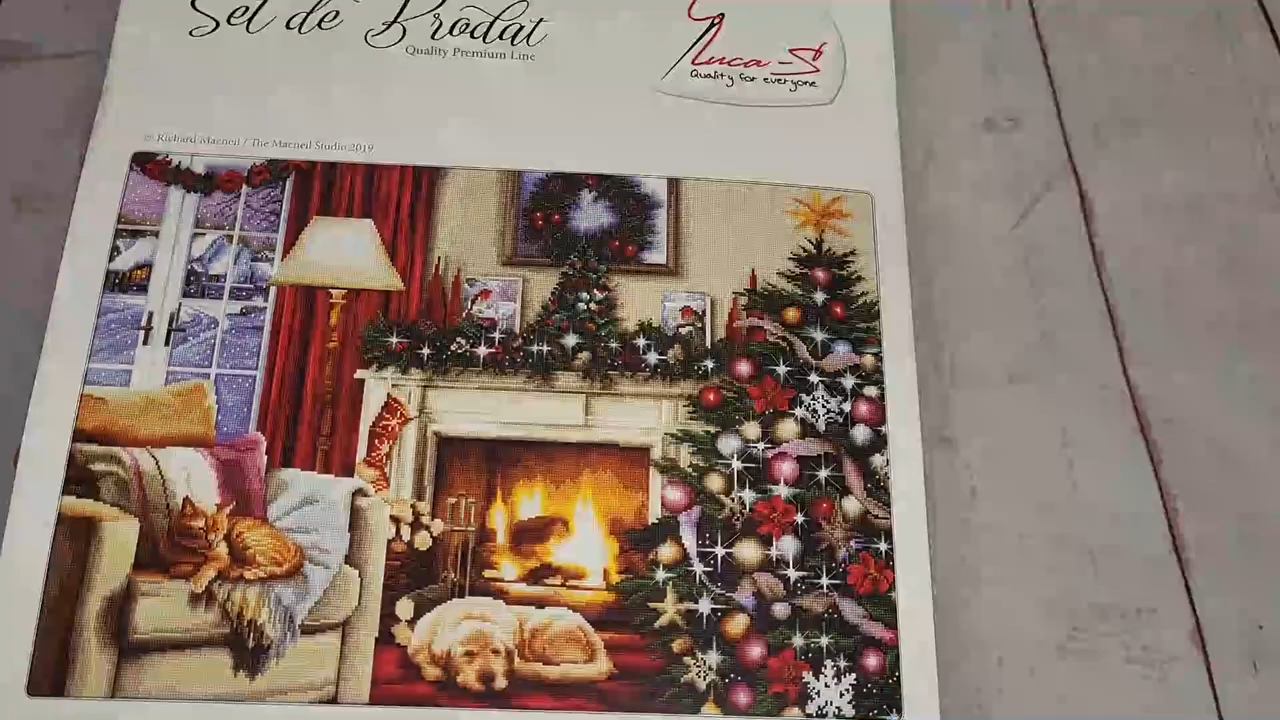 Set de Brodat
Quality Premium Line
Luca-S
Quality for everyone
© Richard Macneil / The Macneil Studio 2019